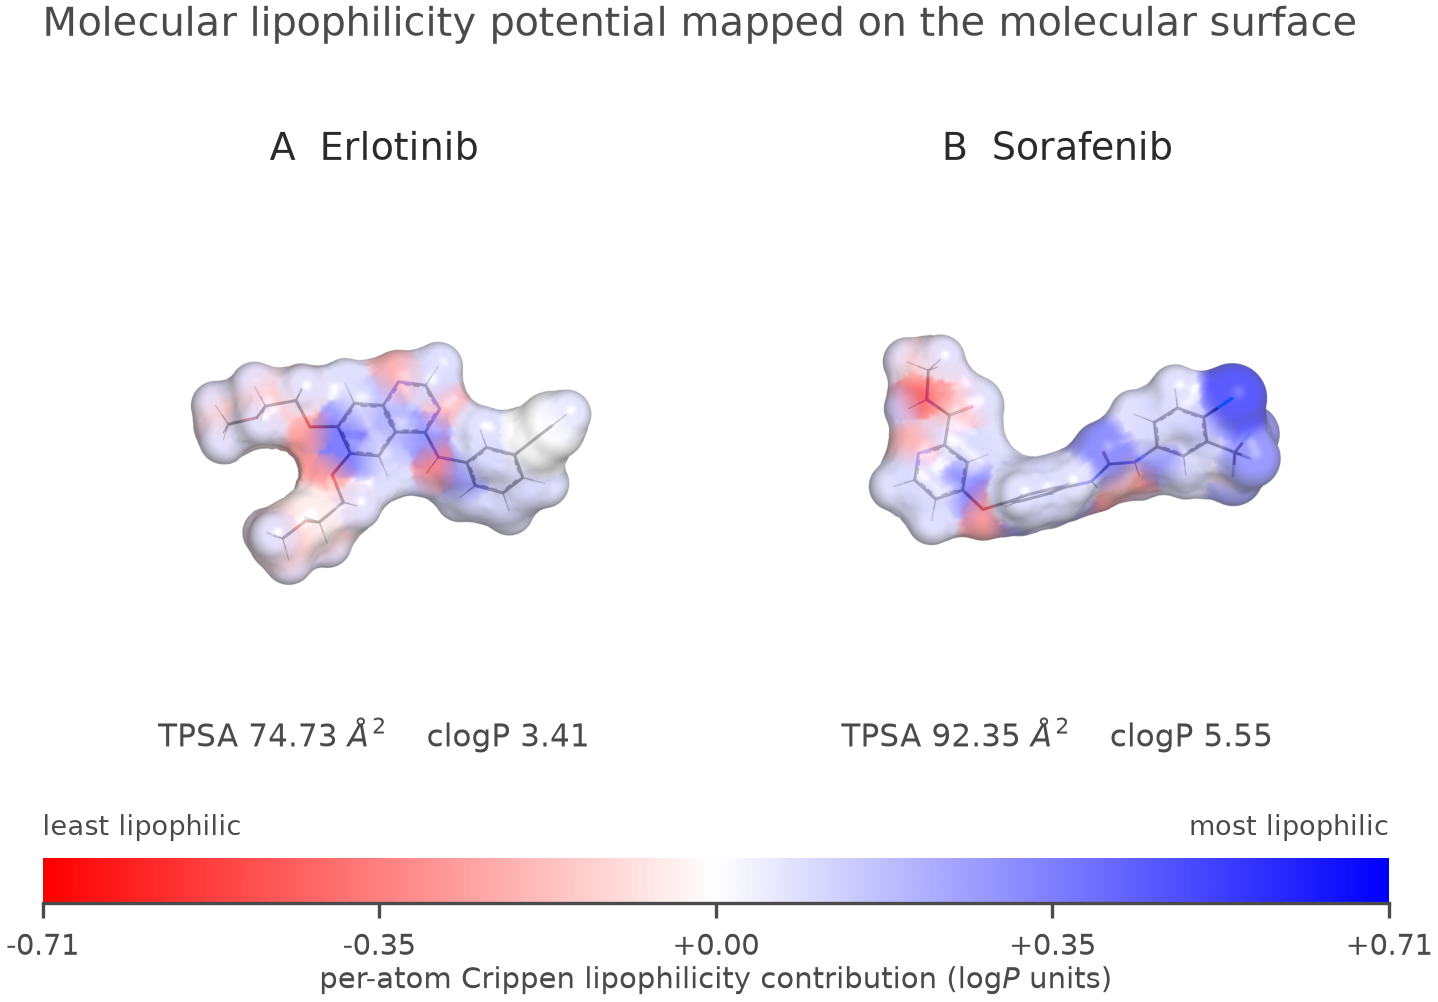 Molecular lipophilicity potential mapped on the molecular surface
A Erlotinib
B Sorafenib
TPSA 74.73 Å² clogP 3.41
TPSA 92.35 Å² clogP 5.55
least lipophilic
most lipophilic
-0.71 -0.35 +0.00 +0.35 +0.71
per-atom Crippen lipophilicity contribution (logP units)